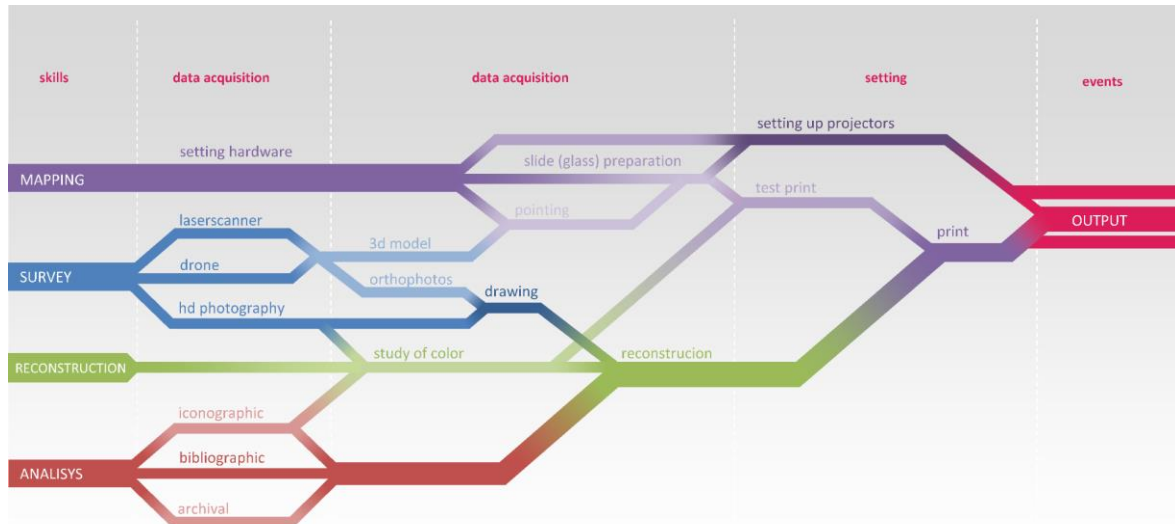 skills
data acquisition
data acquisition
setting
events
setting up projectors
setting hardware
slide (glass) preparation
MAPPING
test print
laserscanner
pointing
OUTPUT
3d model
print
drone
SURVEY
orthophotos
drawing
hd photography
study of color
reconstrucion
RECONSTRUCTION
iconographic
bibliographic
ANALISYS
archival